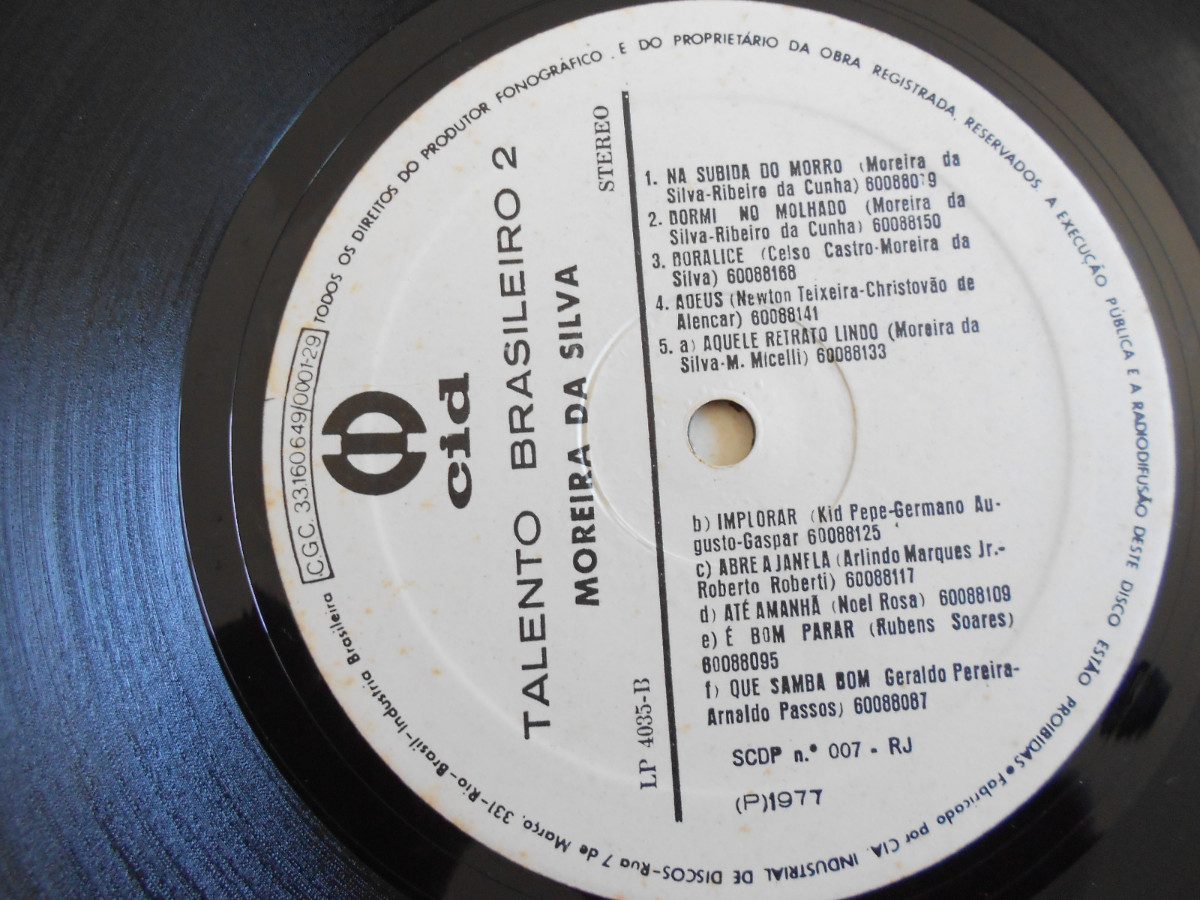 TODOS OS DIREITOS DO PRODUTOR FONOGRÁFICO . E DO PROPRIETÁRIO DA OBRA REGISTRADA, RESERVADOS. A EXECUÇÃO PÚBLICA E A RADIODIFUSÃO DESTE DISCO ESTÃO PROIBIDAS • Fabricado por CIA. INDUSTRIAL DE DISCOS-Rua 7 de Março, 331-Rio-Brasil-Industria Brasileira
C.G.C. 33160649/0001-29
cid
TALENTO BRASILEIRO 2
MOREIRA DA SILVA
STEREO
LP 4035-B
1. NA SUBIDA DO MORRO (Moreira da
Silva-Ribeiro da Cunha)
2. DORMI NO MOLHADO (Moreira da
Silva-Ribeiro da Cunha) 60088150
3. DORALICE (Celso Castro-Moreira da
Silva) 60088168
4. ADEUS (Newton Teixeira-Christovão de
Alencar) 60088141
5. a) AQUELE RETRATO LINDO (Moreira da
Silva-M. Micelli) 60088133
b) IMPLORAR (Kid Pepe-Germano Au-
gusto-Gaspar 60088125
c) ABRE A JANELA (Arlindo Marques Jr.-
Roberto Roberti) 60088117
d) ATÉ AMANHÃ (Noel Rosa) 60088109
e) É BOM PARAR (Rubens Soares)
60088095
f) QUE SAMBA BOM Geraldo Pereira-
Arnaldo Passos) 60088087
SCDP n.º 007 - RJ
(P)1977